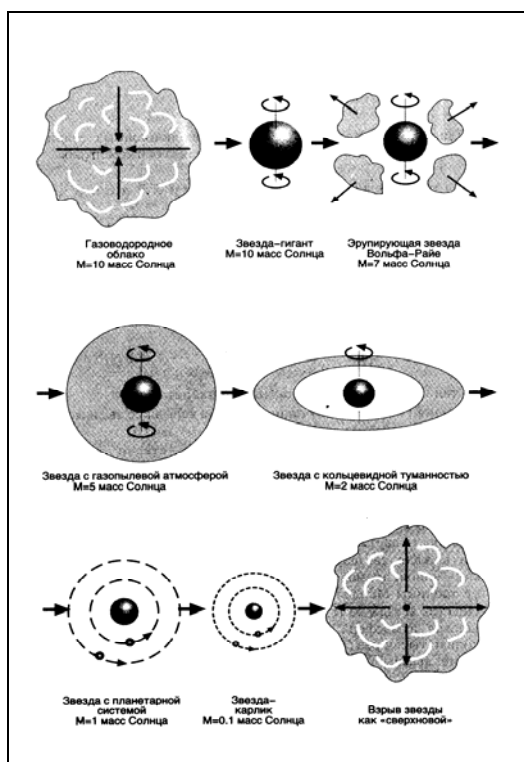 Газоводородное
облако
М=10 масс Солнца
Звезда-гигант
М=10 масс Солнца
Эрупирующая звезда
Вольфа-Райе
М=7 масс Солнца
Звезда с газопылевой атмосферой
М=5 масс Солнца
Звезда с кольцевидной туманностью
М=2 масс Солнца
Звезда с планетарной
системой
М=1 масс Солнца
Звезда-
карлик
М=0.1 масс Солнца
Взрыв звезды
как «сверхновой»